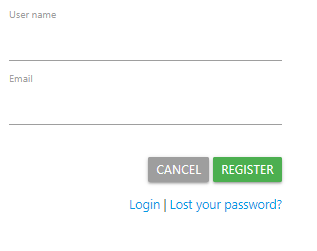 User name
Email
CANCEL REGISTER
Login | Lost your password?